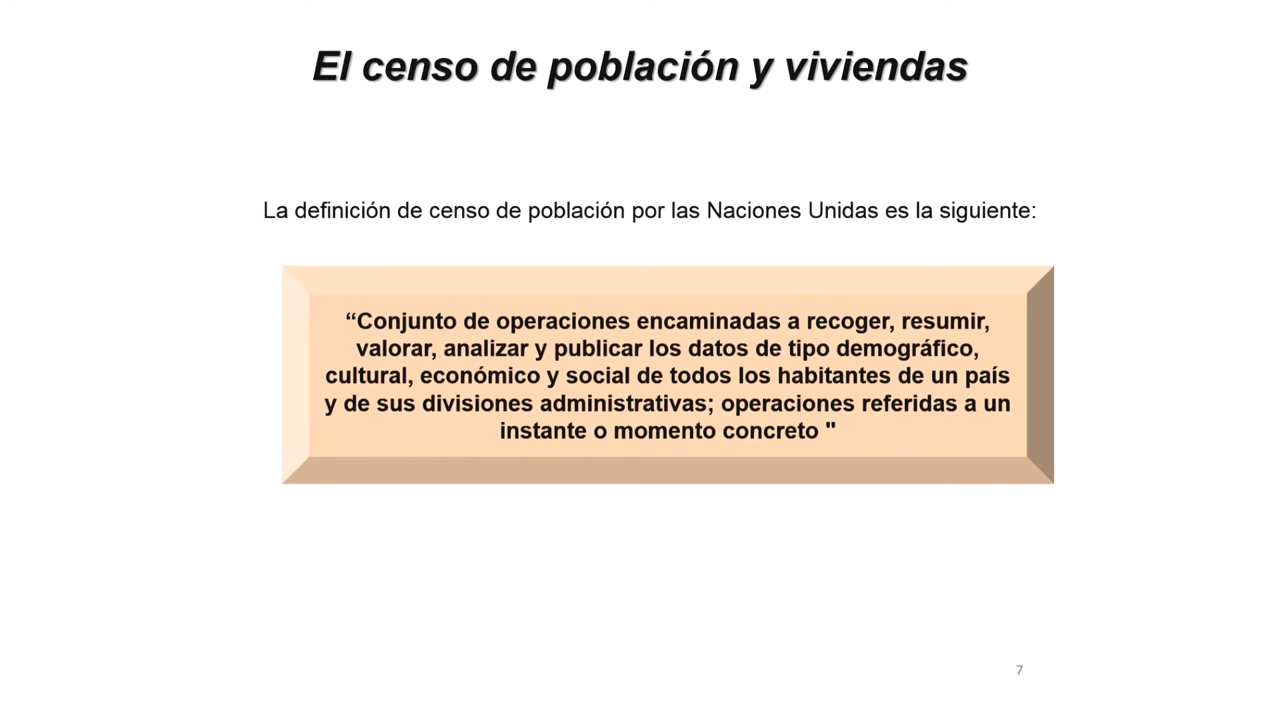 El censo de población y viviendas
La definición de censo de población por las Naciones Unidas es la siguiente:
“Conjunto de operaciones encaminadas a recoger, resumir,
valorar, analizar y publicar los datos de tipo demográfico,
cultural, económico y social de todos los habitantes de un país
y de sus divisiones administrativas; operaciones referidas a un
instante o momento concreto "
7